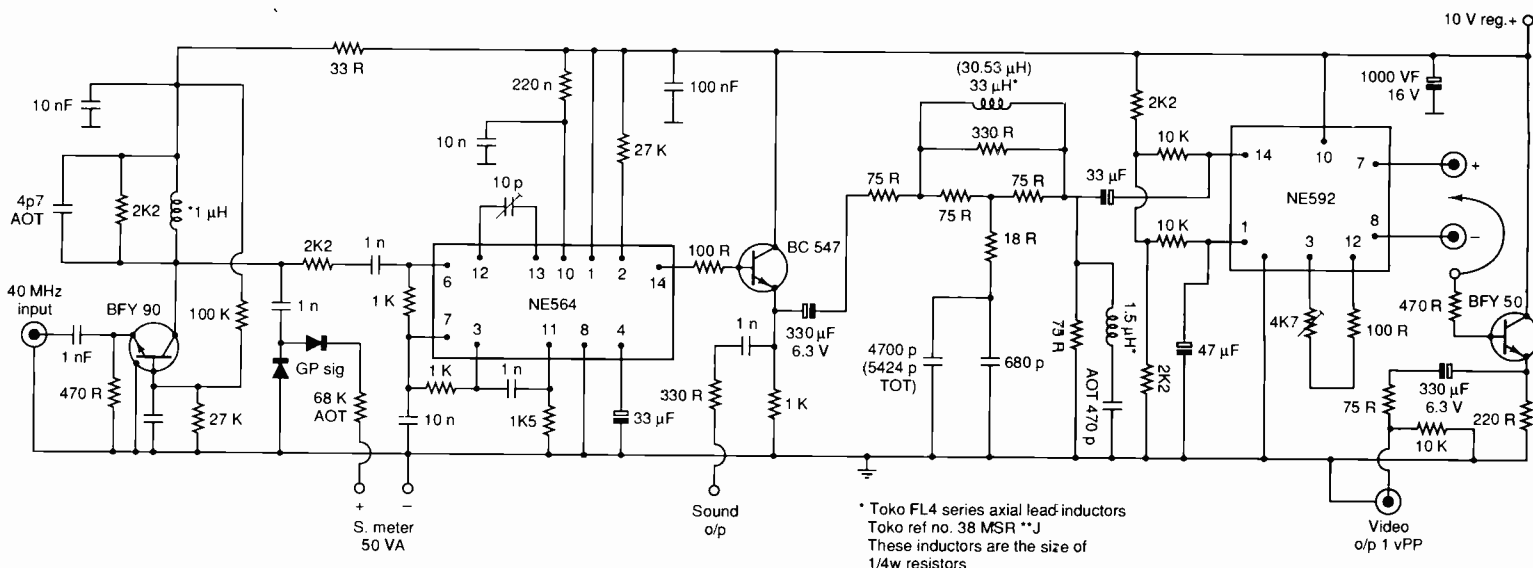 10 V reg.+
33 R
10 nF
220 n
100 nF
(30.53 µH)
33 µH*
1000 VF
16 V
2K2
10 K
10 n
27 K
330 R
14
10
7
+
4p7
AOT
2K2
*1 µH
10 p
75 R
75 R
75 R
33 µF
NE592
2K2
1 n
12
13
10
1
2
14
100 R
BC 547
18 R
10 K
1
3
12
8
−
40 MHz
input
BFY 90
100 K
1 n
6
1 K
NE564
7
3
11
8
4
1 n
330 µF
6.3 V
1.5 µH*
470 R
BFY 50
4K7
100 R
1 nF
GP sig
470 R
68 K
AOT
27 K
1 K
1 n
10 n
1K5
33 µF
330 R
1 K
4700 p
(5424 p
TOT)
680 p
75 R
AOT 470 p
2K2
47 µF
330 µF
6.3 V
75 R
10 K
220 R
+
−
S. meter
50 VA
Sound
o/p
* Toko FL4 series axial lead inductors
Toko ref no. 38 MSR **J
These inductors are the size of
1/4w resistors
Video
o/p 1 vPP